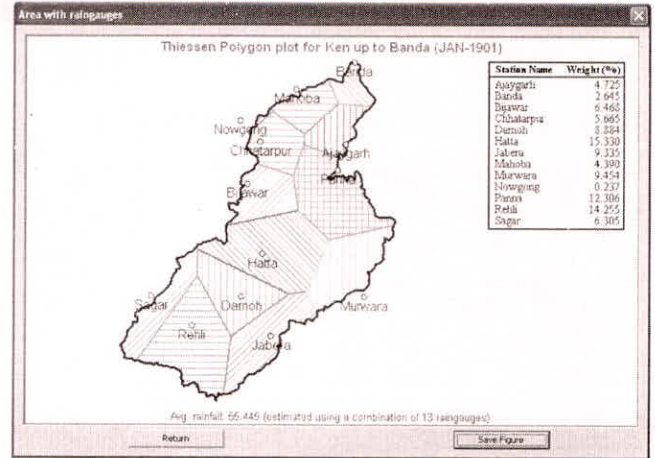 Area with raingauges
Thiessen Polygon plot for Ken up to Banda (JAN-1901)
Banda
Mahoba
Nowgong
Chhatarpur
Ajaygarh
Panna
Bijawar
Hatta
Sagar
Damoh
Murwara
Rehli
Jabera
Station Name Weight (%)
Ajaygarh 4.725
Banda 2.645
Bijawar 6.468
Chhatarpur 5.665
Damoh 8.884
Hatta 15.330
Jabera 9.335
Mahoba 4.390
Murwara 9.454
Nowgong 0.237
Panna 12.306
Rehli 14.255
Sagar 6.305
Avg. rainfall: 55.445 (estimated using a combination of 13 raingauges)
Return
Save Figure